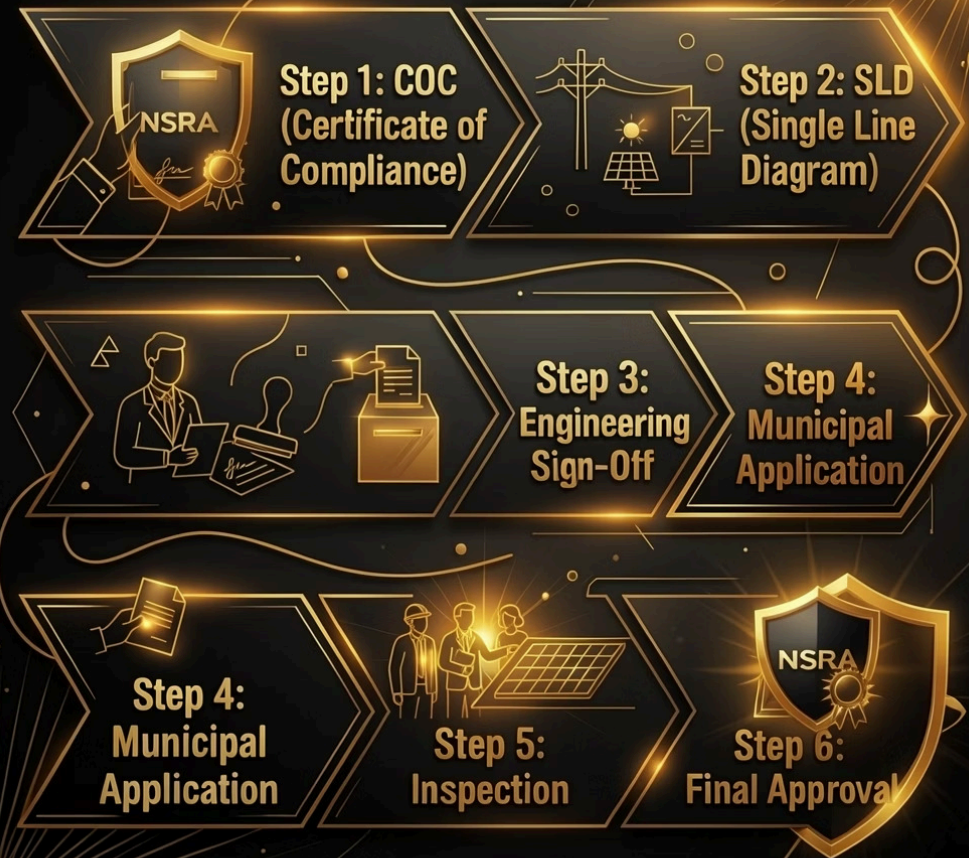 NSRA
Step 1: COC
(Certificate of
Compliance)
Step 2: SLD
(Single Line
Diagram)
Step 3:
Engineering
Sign-Off
Step 4:
Municipal
Application
Step 4:
Municipal
Application
Step 5:
Inspection
NSRA
Step 6:
Final Approval